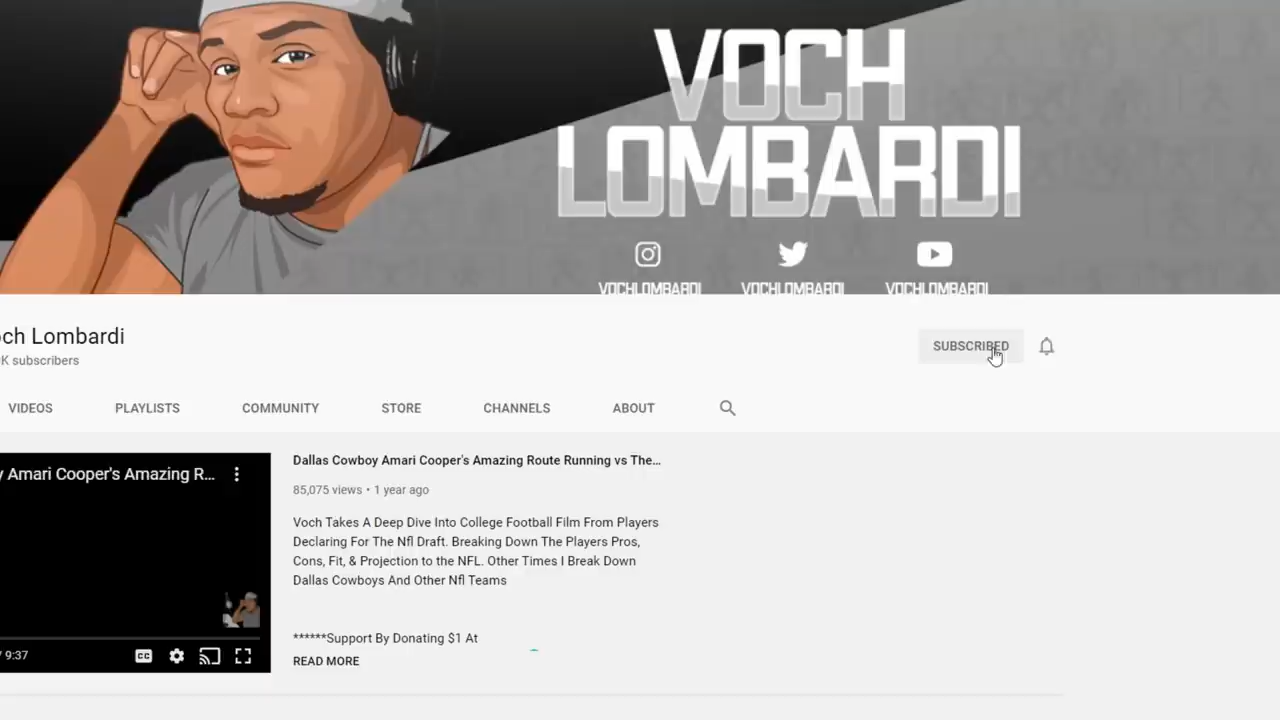 VOCH
LOMBARDI
VOCHLOMBARDI VOCHLOMBARDI VOCHLOMBARDI
och Lombardi
K subscribers
SUBSCRIBED
VIDEOS PLAYLISTS COMMUNITY STORE CHANNELS ABOUT
y Amari Cooper's Amazing R...
Dallas Cowboy Amari Cooper's Amazing Route Running vs The...
85,075 views • 1 year ago
Voch Takes A Deep Dive Into College Football Film From Players
Declaring For The Nfl Draft. Breaking Down The Players Pros,
Cons, Fit, & Projection to the NFL. Other Times I Break Down
Dallas Cowboys And Other Nfl Teams
******Support By Donating $1 At
/ 9:37 CC
READ MORE